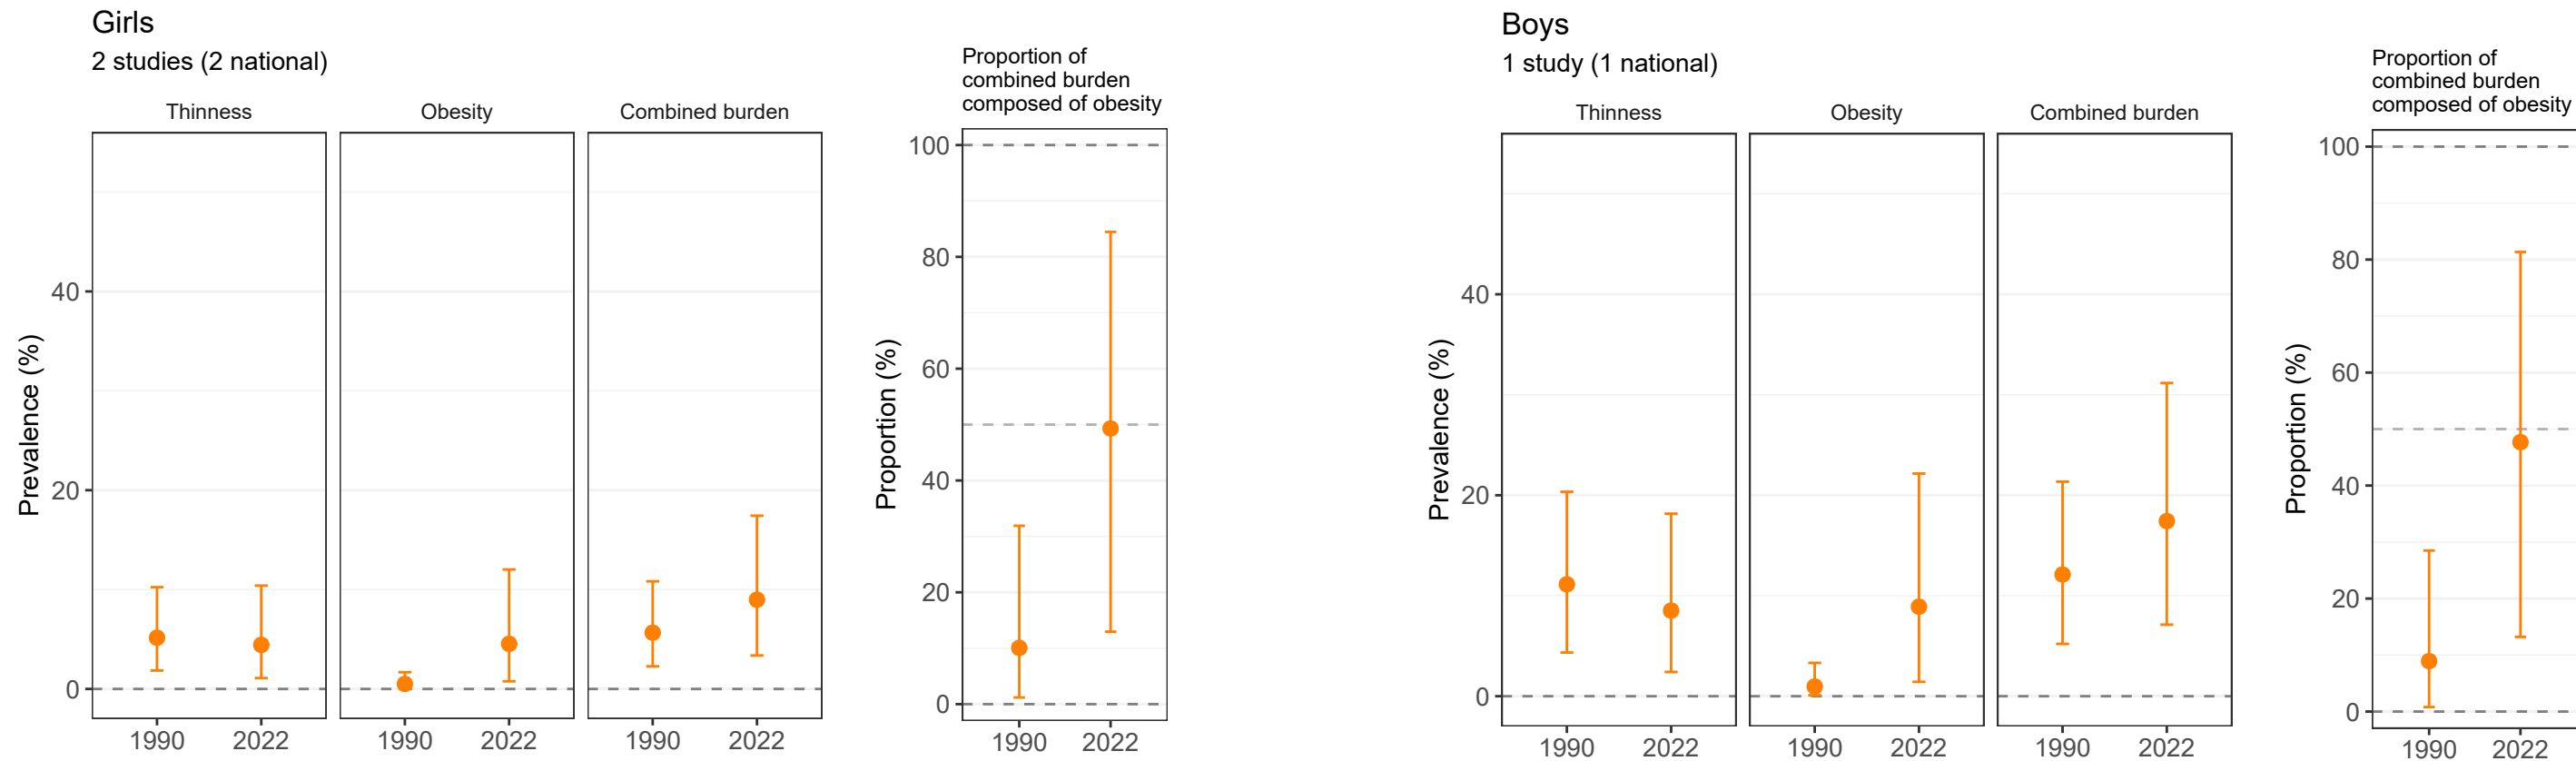 Girls
2 studies (2 national)
Thinness
Obesity
Combined burden
Prevalence (%)
40
20
0
1990
2022
1990
2022
1990
2022
Proportion of
combined burden
composed of obesity
Proportion (%)
100
80
60
40
20
0
1990
2022
Boys
1 study (1 national)
Thinness
Obesity
Combined burden
Prevalence (%)
40
20
0
1990
2022
1990
2022
1990
2022
Proportion of
combined burden
composed of obesity
Proportion (%)
100
80
60
40
20
0
1990
2022